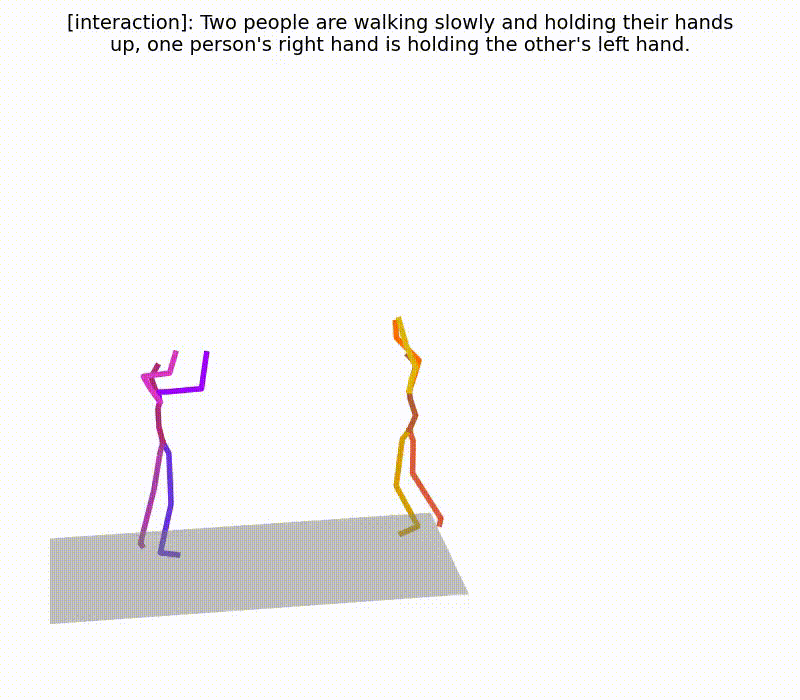 [interaction]: Two people are walking slowly and holding their hands
up, one person's right hand is holding the other's left hand.